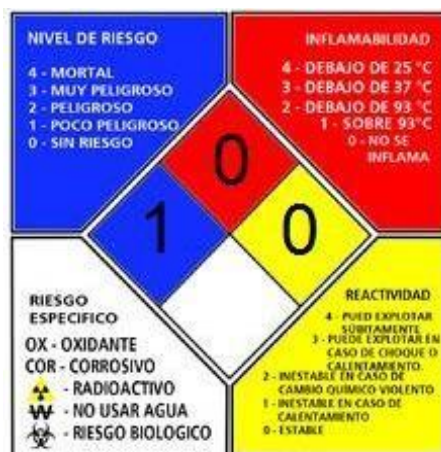 NIVEL DE RIESGO
4 - MORTAL
3 - MUY PELIGROSO
2 - PELIGROSO
1 - POCO PELIGROSO
0 - SIN RIESGO
INFLAMABILIDAD
4 - DEBAJO DE 25 °C
3 - DEBAJO DE 37 °C
2 - DEBAJO DE 93 °C
1 - SOBRE 93°C
0 - NO SE
INFLAMA
0
1
0
RIESGO
ESPECIFICO
OX - OXIDANTE
COR - CORROSIVO
- RADIOACTIVO
W - NO USAR AGUA
- RIESGO BIOLOGICO
REACTIVIDAD
4 - PUED EXPLOTAR
SÚBITAMENTE
3 - PUEDE EXPLOTAR EN
CASO DE CHOQUE O
CALENTAMIENTO.
2 - INESTABLE EN CASO DE
CAMBIO QUÍMICO VIOLENTO
1 - INESTABLE EN CASO DE
CALENTAMIENTO
0 - ESTABLE